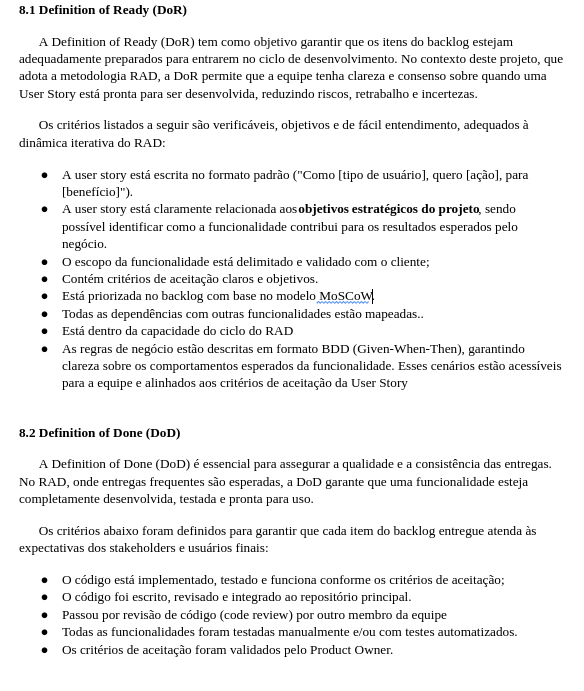 8.1 Definition of Ready (DoR)
A Definition of Ready (DoR) tem como objetivo garantir que os itens do backlog estejam
adequadamente preparados para entrarem no ciclo de desenvolvimento. No contexto deste projeto, que
adota a metodologia RAD, a DoR permite que a equipe tenha clareza e consenso sobre quando uma
User Story está pronta para ser desenvolvida, reduzindo riscos, retrabalho e incertezas.
Os critérios listados a seguir são verificáveis, objetivos e de fácil entendimento, adequados à
dinâmica iterativa do RAD:
● A user story está escrita no formato padrão ("Como [tipo de usuário], quero [ação], para
[benefício]").
● A user story está claramente relacionada aos objetivos estratégicos do projeto, sendo
possível identificar como a funcionalidade contribui para os resultados esperados pelo
negócio.
● O escopo da funcionalidade está delimitado e validado com o cliente;
● Contém critérios de aceitação claros e objetivos.
● Está priorizada no backlog com base no modelo MoSCoW.
● Todas as dependências com outras funcionalidades estão mapeadas..
● Está dentro da capacidade do ciclo do RAD
● As regras de negócio estão descritas em formato BDD (Given-When-Then), garantindo
clareza sobre os comportamentos esperados da funcionalidade. Esses cenários estão acessíveis
para a equipe e alinhados aos critérios de aceitação da User Story
8.2 Definition of Done (DoD)
A Definition of Done (DoD) é essencial para assegurar a qualidade e a consistência das entregas.
No RAD, onde entregas frequentes são esperadas, a DoD garante que uma funcionalidade esteja
completamente desenvolvida, testada e pronta para uso.
Os critérios abaixo foram definidos para garantir que cada item do backlog entregue atenda às
expectativas dos stakeholders e usuários finais:
● O código está implementado, testado e funciona conforme os critérios de aceitação;
● O código foi escrito, revisado e integrado ao repositório principal.
● Passou por revisão de código (code review) por outro membro da equipe
● Todas as funcionalidades foram testadas manualmente e/ou com testes automatizados.
● Os critérios de aceitação foram validados pelo Product Owner.